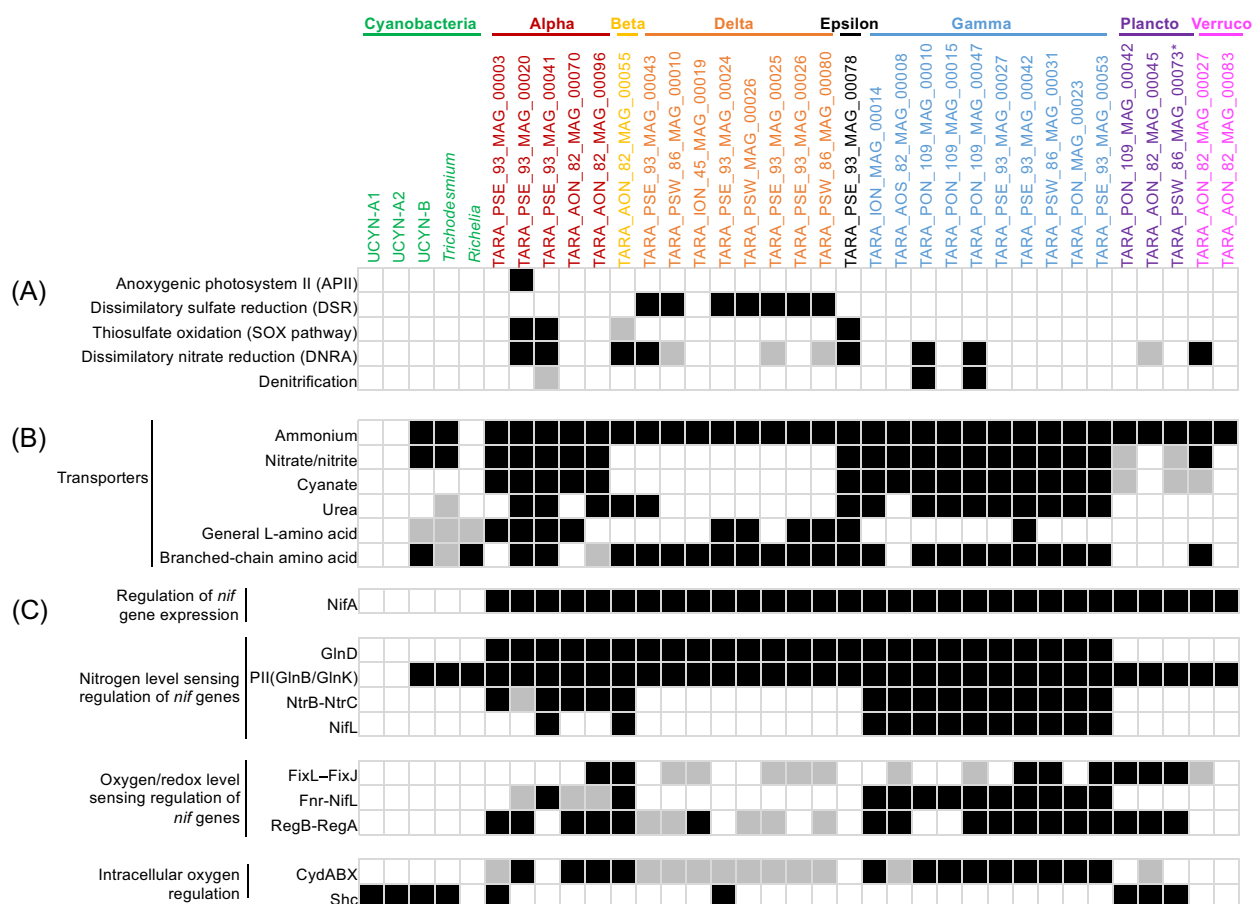 Cyanobacteria Alpha Beta Delta Epsilon Gamma Plancto Verruco
UCYN-A1
UCYN-A2
UCYN-B
Trichodesmium
Richelia
TARA_PSE_93_MAG_00003
TARA_PSE_93_MAG_00020
TARA_PSE_93_MAG_00041
TARA_AON_82_MAG_00070
TARA_AON_82_MAG_00096
TARA_AON_82_MAG_00055
TARA_PSE_93_MAG_00043
TARA_PSW_86_MAG_00010
TARA_ION_45_MAG_00019
TARA_PSE_93_MAG_00024
TARA_PSW_MAG_00026
TARA_PSE_93_MAG_00025
TARA_PSE_93_MAG_00026
TARA_PSW_86_MAG_00080
TARA_PSE_93_MAG_00078
TARA_ION_MAG_00014
TARA_AOS_82_MAG_00008
TARA_PON_109_MAG_00010
TARA_PON_109_MAG_00015
TARA_PON_109_MAG_00047
TARA_PSE_93_MAG_00027
TARA_PSE_93_MAG_00042
TARA_PSW_86_MAG_00031
TARA_PON_MAG_00023
TARA_PSE_93_MAG_00053
TARA_PON_109_MAG_00042
TARA_AON_82_MAG_00045
TARA_PSW_86_MAG_00073*
TARA_AON_82_MAG_00027
TARA_AON_82_MAG_00083
(A)
Anoxygenic photosystem II (APII)
Dissimilatory sulfate reduction (DSR)
Thiosulfate oxidation (SOX pathway)
Dissimilatory nitrate reduction (DNRA)
Denitrification
(B)
Transporters
Ammonium
Nitrate/nitrite
Cyanate
Urea
General L-amino acid
Branched-chain amino acid
(C)
Regulation of nif
gene expression
NifA
Nitrogen level sensing
regulation of nif genes
GlnD
PII(GlnB/GlnK)
NtrB-NtrC
NifL
Oxygen/redox level
sensing regulation of
nif genes
FixL–FixJ
Fnr-NifL
RegB-RegA
Intracellular oxygen
regulation
CydABX
Shc